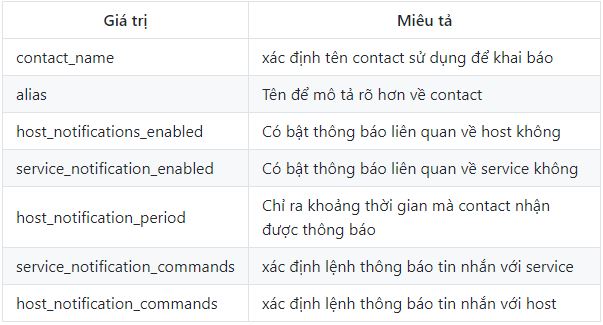 Giá trị Miêu tả
contact_name xác định tên contact sử dụng để khai báo
alias Tên để mô tả rõ hơn về contact
host_notifications_enabled Có bật thông báo liên quan về host không
service_notification_enabled Có bật thông báo liên quan về service không
host_notification_period Chỉ ra khoảng thời gian mà contact nhận
được thông báo
service_notification_commands xác định lệnh thông báo tin nhắn với service
host_notification_commands xác định lệnh thông báo tin nhắn với host